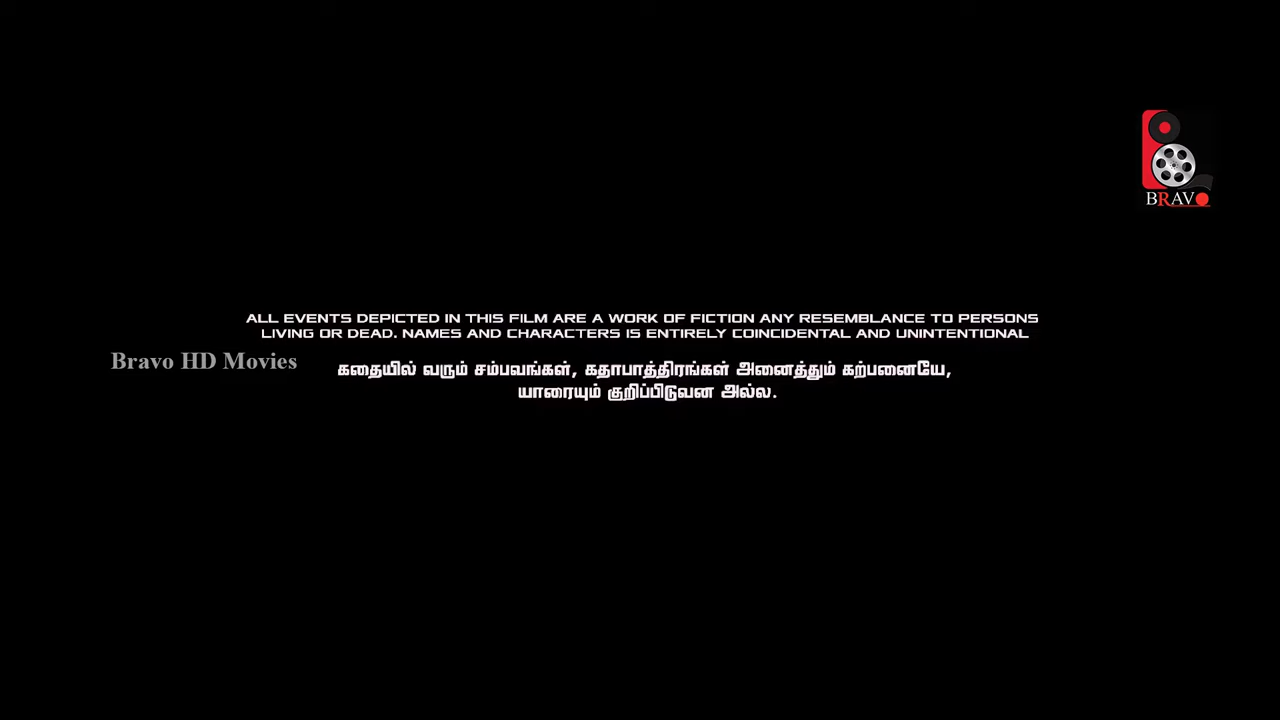 BRAVO
ALL EVENTS DEPICTED IN THIS FILM ARE A WORK OF FICTION ANY RESEMBLANCE TO PERSONS
LIVING OR DEAD. NAMES AND CHARACTERS IS ENTIRELY COINCIDENTAL AND UNINTENTIONAL
Bravo HD Movies
கதையில் வரும் சம்பவங்கள், கதாபாத்திரங்கள் அனைத்தும் கற்பனையே,
யாரையும் குறிப்பிடுவன அல்ல.